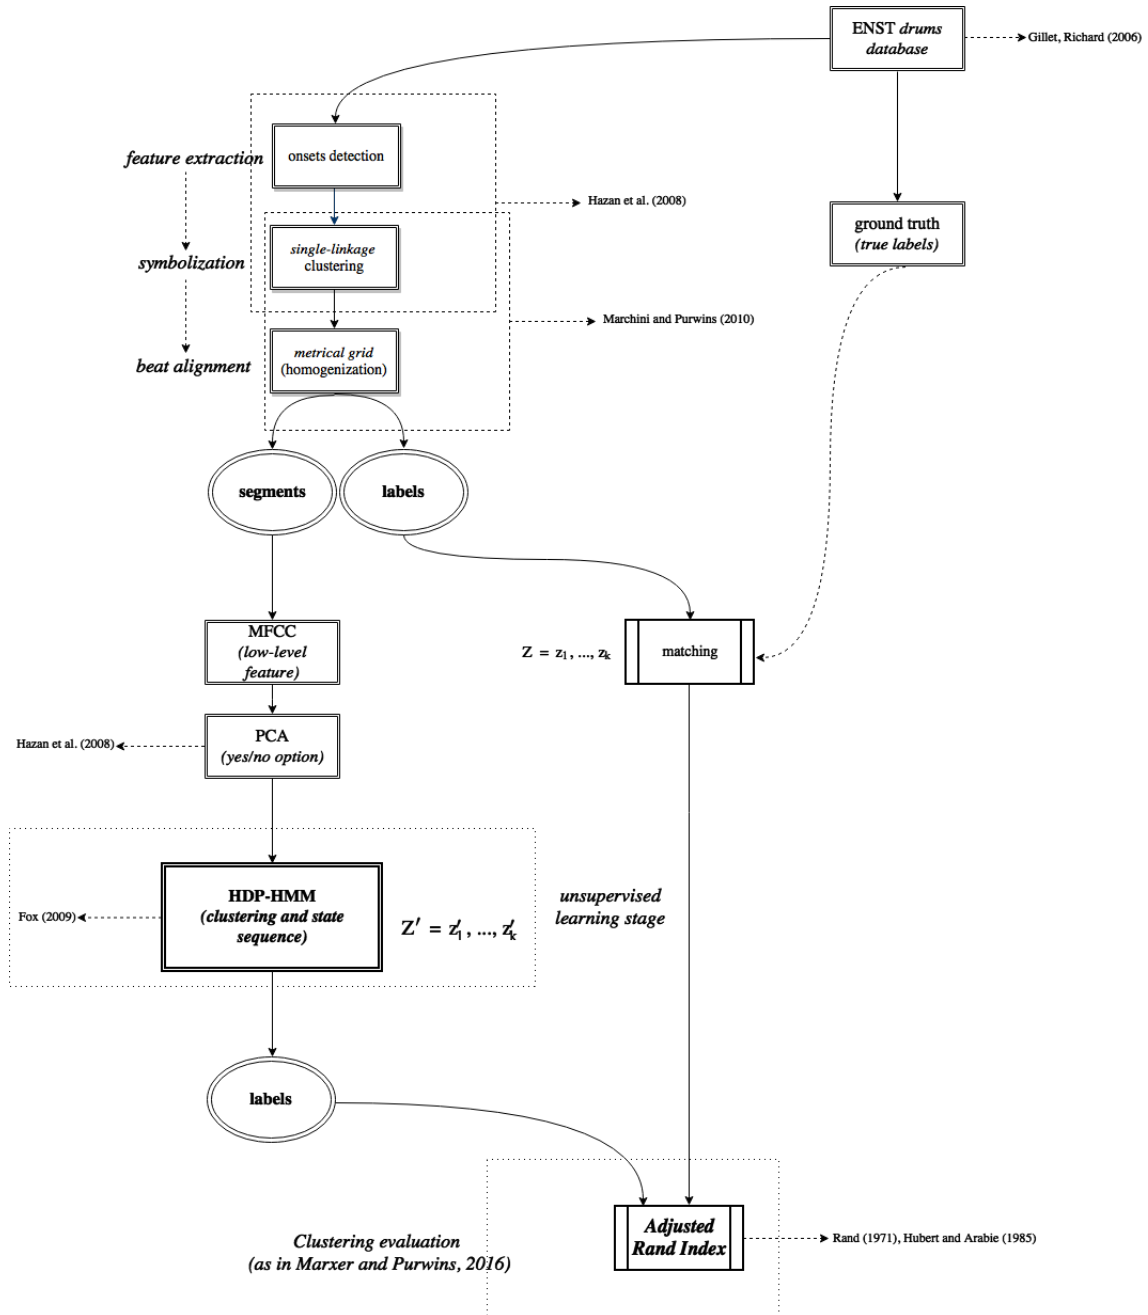 ENST drums
database
Gillet, Richard (2006)
feature extraction
onsets detection
Hazan et al. (2008)
ground truth
(true labels)
symbolization
single-linkage
clustering
Marchini and Purwins (2010)
beat alignment
metrical grid
(homogenization)
segments
labels
MFCC
(low-level
feature)
Z = z1, ..., zk
matching
Hazan et al. (2008)
PCA
(yes/no option)
HDP-HMM
(clustering and state
sequence)
Fox (2009)
Z′ = z′1, ..., z′k
unsupervised
learning stage
labels
Clustering evaluation
(as in Marxer and Purwins, 2016)
Adjusted
Rand Index
Rand (1971), Hubert and Arabie (1985)